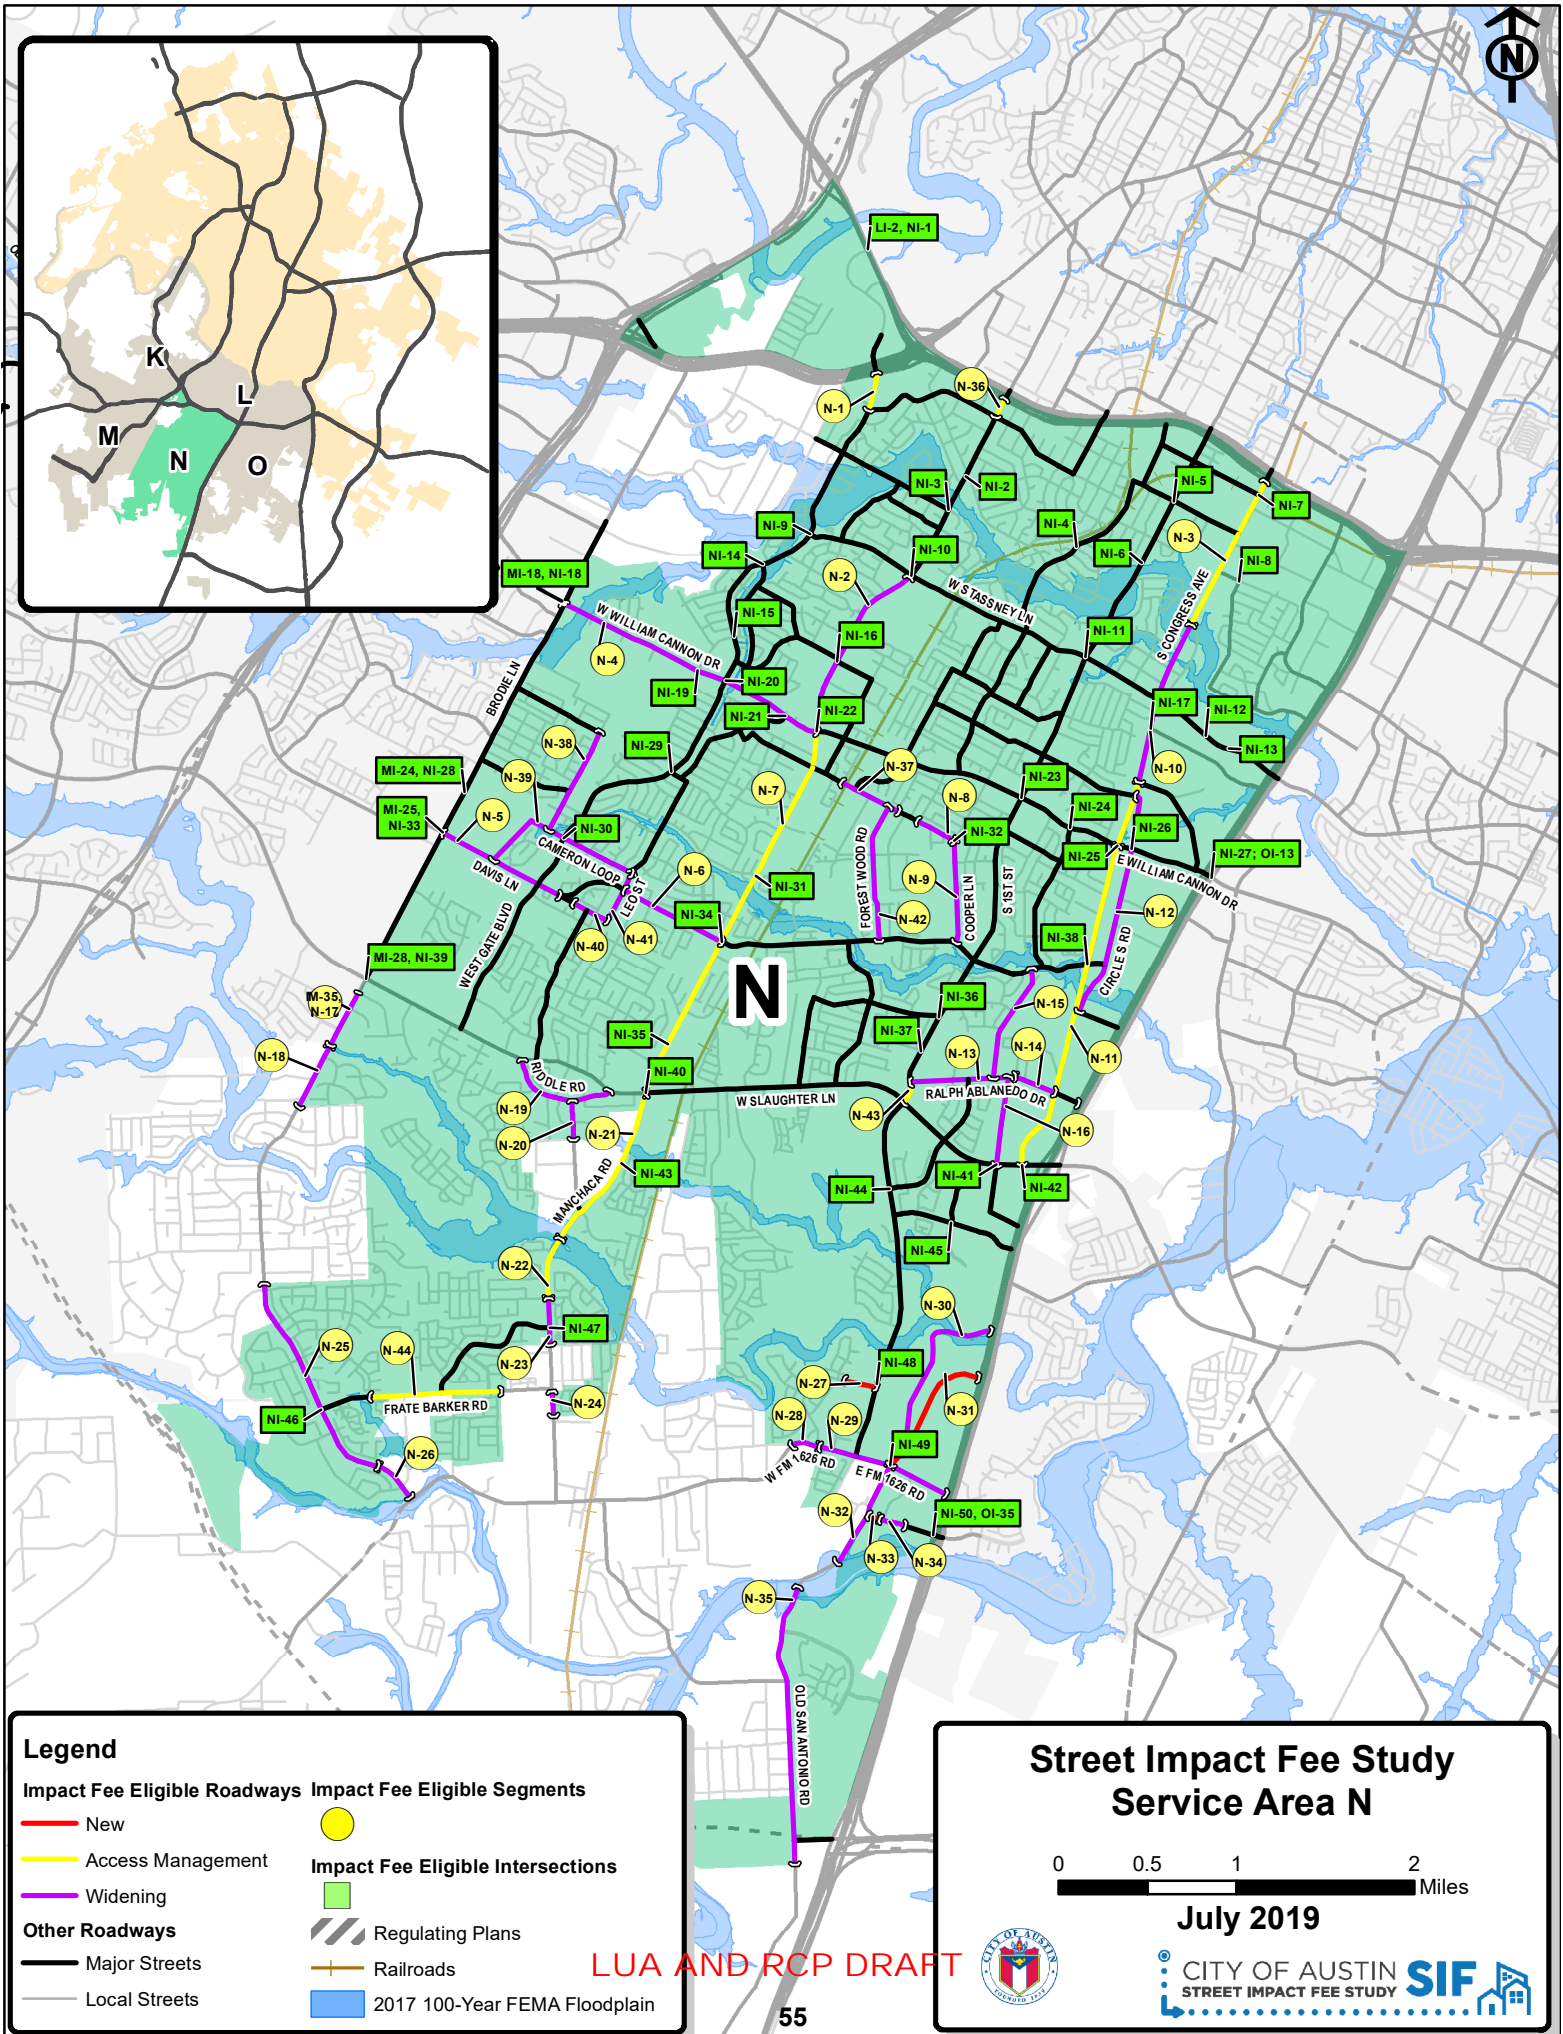 N
K
L
M
N
O
LI-2, NI-1
N-36
N-1
NI-3
NI-2
NI-5
NI-7
NI-9
NI-4
N-3
NI-14
NI-10
NI-6
NI-8
MI-18, NI-18
N-2
W STASSNEY LN
S CONGRESS AVE
W WILLIAM CANNON DR
NI-15
NI-16
NI-11
N-4
BRODIE LN
NI-20
NI-19
NI-21
NI-22
NI-17
NI-12
NI-13
N-38
NI-29
N-37
N-10
MI-24, NI-28
N-39
N-7
N-8
NI-23
NI-24
MI-25,
NI-33
N-5
NI-30
NI-32
NI-26
CAMERON LOOP
FOREST WOOD RD
NI-25
NI-27; OI-13
E WILLIAM CANNON DR
DAVIS LN
N-6
NI-31
N-9
S 1ST ST
LEO ST
NI-34
COOPER LN
N-42
N-12
WEST GATE BLVD
N-40
N-41
NI-38
CIRCLE S RD
MI-28, NI-39
N
M-35,
N-17
NI-36
N-15
NI-35
NI-37
N-18
N-13
N-14
N-11
NI-40
RIDDLE RD
W SLAUGHTER LN
RALPH ABLANEDO DR
N-19
N-43
N-20
N-21
N-16
MANCHACA RD
NI-43
NI-44
NI-41
NI-42
NI-45
N-22
N-30
NI-47
N-25
N-44
N-23
NI-48
N-27
N-24
N-31
FRATE BARKER RD
NI-46
N-28
N-29
NI-49
N-26
W FM 1626 RD
E FM 1626 RD
N-32
NI-50, OI-35
N-33
N-34
N-35
OLD SAN ANTONIO RD
Legend
Impact Fee Eligible Roadways
New
Access Management
Widening
Other Roadways
Major Streets
Local Streets
Impact Fee Eligible Segments
Impact Fee Eligible Intersections
Regulating Plans
Railroads
2017 100-Year FEMA Floodplain
LUA AND RCP DRAFT
55
Street Impact Fee Study
Service Area N
0 0.5 1 2
Miles
July 2019
CITY OF AUSTIN
FOUNDED 1839
CITY OF AUSTIN
STREET IMPACT FEE STUDY
SIF